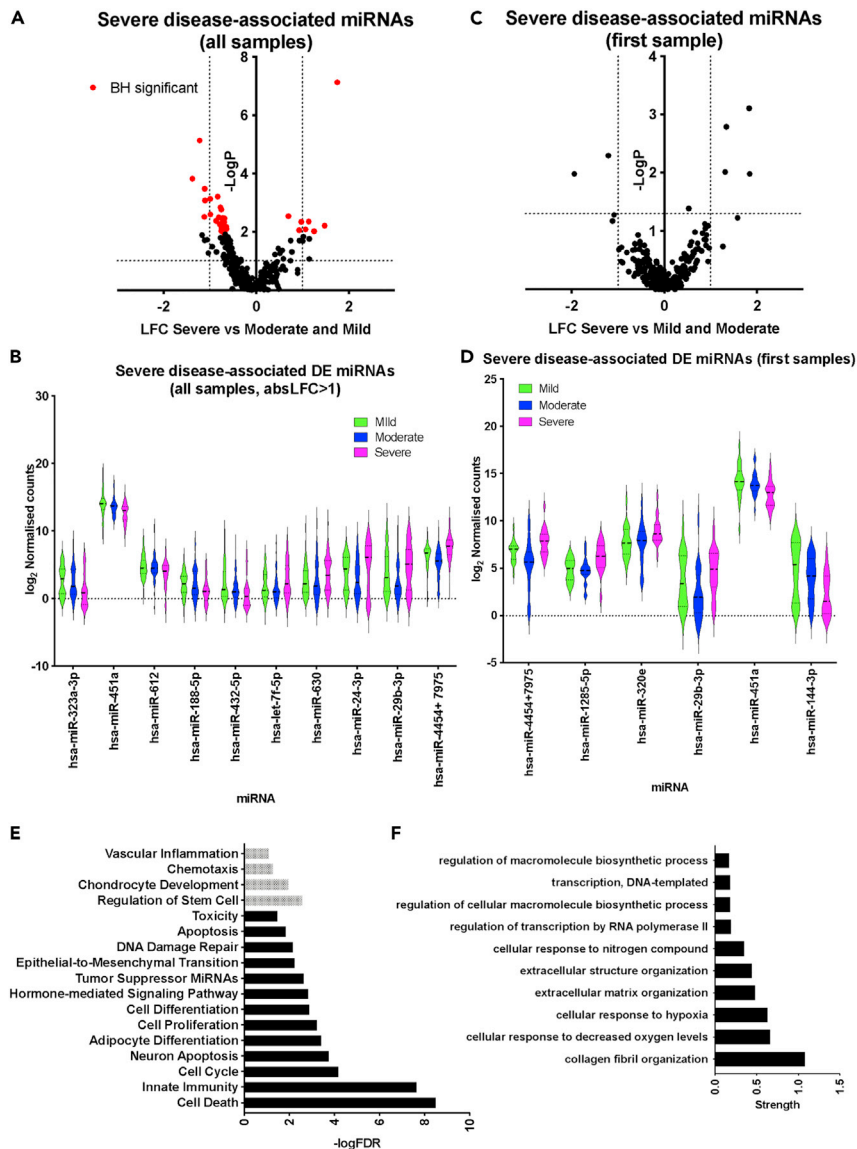 A
Severe disease-associated miRNAs
(all samples)
8
6
4
2
-LogP
BH significant
-2
0
2
LFC Severe vs Moderate and Mild
C
Severe disease-associated miRNAs
(first sample)
4
3
2
1
-LogP
-2
0
2
LFC Severe vs Mild and Moderate
B
Severe disease-associated DE miRNAs
(all samples, absLFC>1)
MIld
Moderate
Severe
log2 Normalised counts
30
20
10
0
-10
hsa-miR-323a-3p
hsa-miR-451a
hsa-miR-612
hsa-miR-188-5p
hsa-miR-432-5p
hsa-let-7f-5p
hsa-miR-630
hsa-miR-24-3p
hsa-miR-29b-3p
hsa-miR-4454+ 7975
miRNA
D
Severe disease-associated DE miRNAs (first samples)
Mild
Moderate
Severe
log2 Normalised counts
25
20
15
10
5
0
-5
hsa-miR-4454+7975
hsa-miR-1285-5p
hsa-miR-320e
hsa-miR-29b-3p
hsa-miR-451a
hsa-miR-144-3p
miRNA
E
Vascular Inflammation
Chemotaxis
Chondrocyte Development
Regulation of Stem Cell
Toxicity
Apoptosis
DNA Damage Repair
Epithelial-to-Mesenchymal Transition
Tumor Suppressor MiRNAs
Hormone-mediated Signaling Pathway
Cell Differentiation
Cell Proliferation
Adipocyte Differentiation
Neuron Apoptosis
Cell Cycle
Innate Immunity
Cell Death
0
2
4
6
8
10
-logFDR
F
regulation of macromolecule biosynthetic process
transcription, DNA-templated
regulation of cellular macromolecule biosynthetic process
regulation of transcription by RNA polymerase II
cellular response to nitrogen compound
extracellular structure organization
extracellular matrix organization
cellular response to hypoxia
cellular response to decreased oxygen levels
collagen fibril organization
0.0
0.5
1.0
1.5
Strength